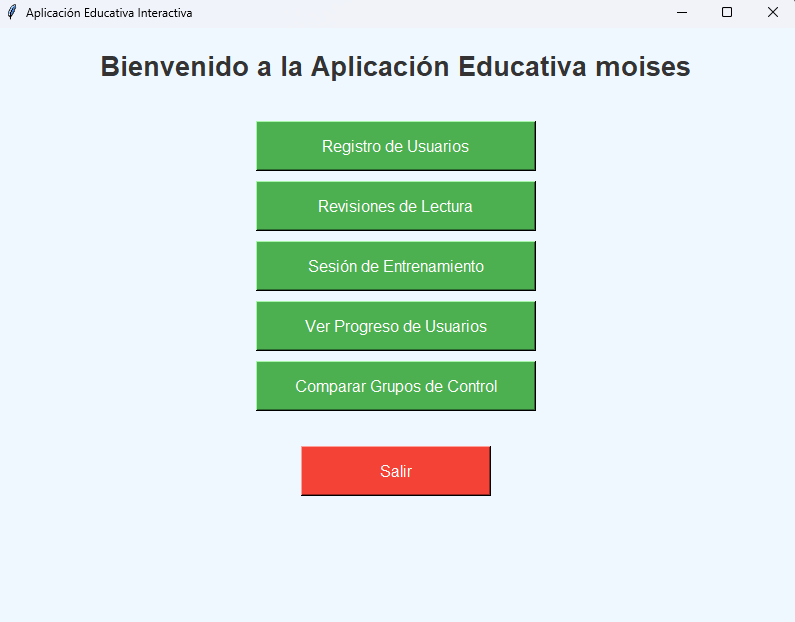 Aplicación Educativa Interactiva
Bienvenido a la Aplicación Educativa moises
Registro de Usuarios
Revisiones de Lectura
Sesión de Entrenamiento
Ver Progreso de Usuarios
Comparar Grupos de Control
Salir